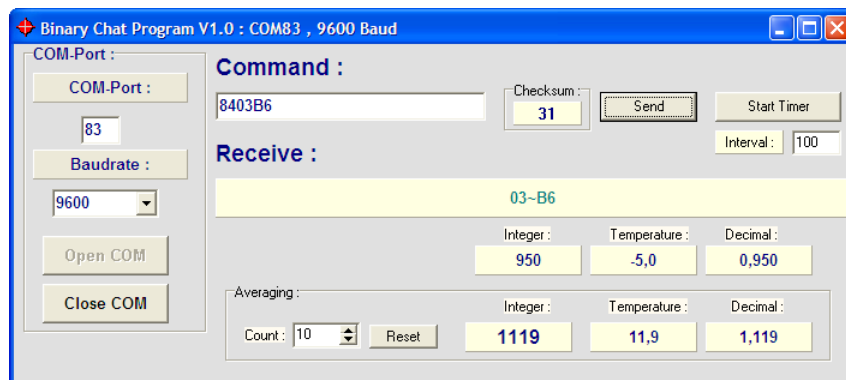 Binary Chat Program V1.0 : COM83 , 9600 Baud
COM-Port :
COM-Port :
83
Baudrate :
9600
Open COM
Close COM
Command :
8403B6
Checksum :
31
Send
Start Timer
Interval : 100
Receive :
03~B6
Integer : Temperature : Decimal :
950 -5,0 0,950
Averaging :
Count : 10 Reset
Integer : Temperature : Decimal :
1119 11,9 1,119